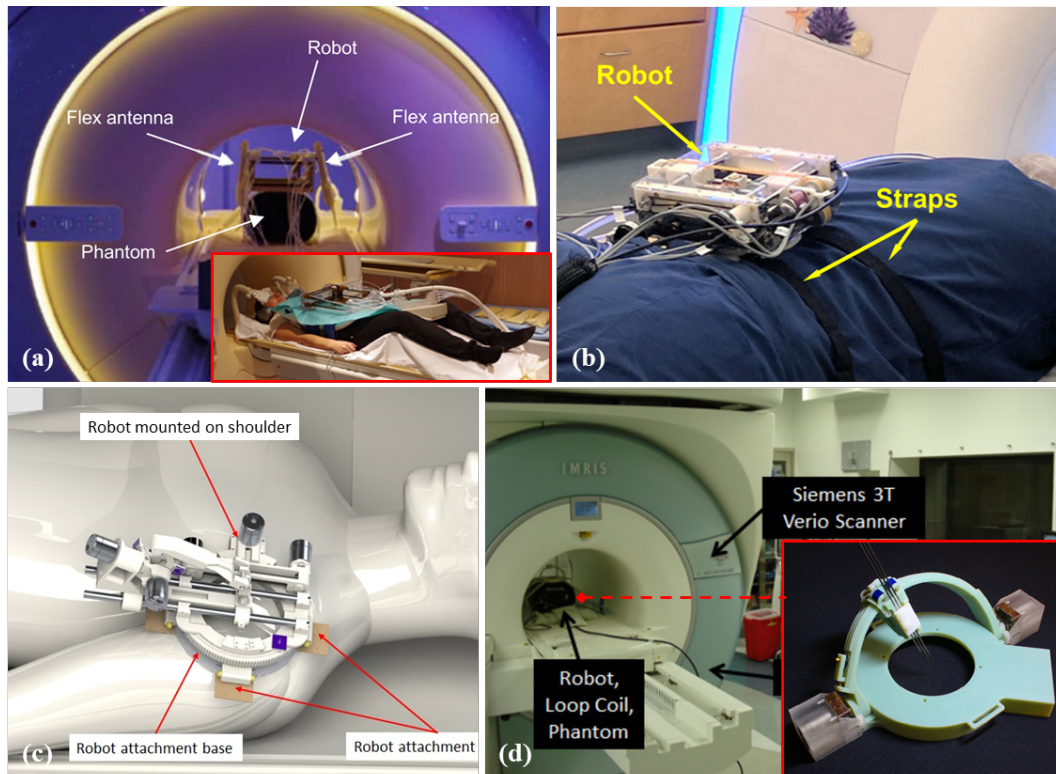 Robot
Flex antenna
Flex antenna
Phantom
(a)
Robot
Straps
(b)
Robot mounted on shoulder
Robot attachment base
Robot attachment
(c)
IMRIS
Siemens 3T
Verio Scanner
Robot,
Loop Coil,
Phantom
(d)